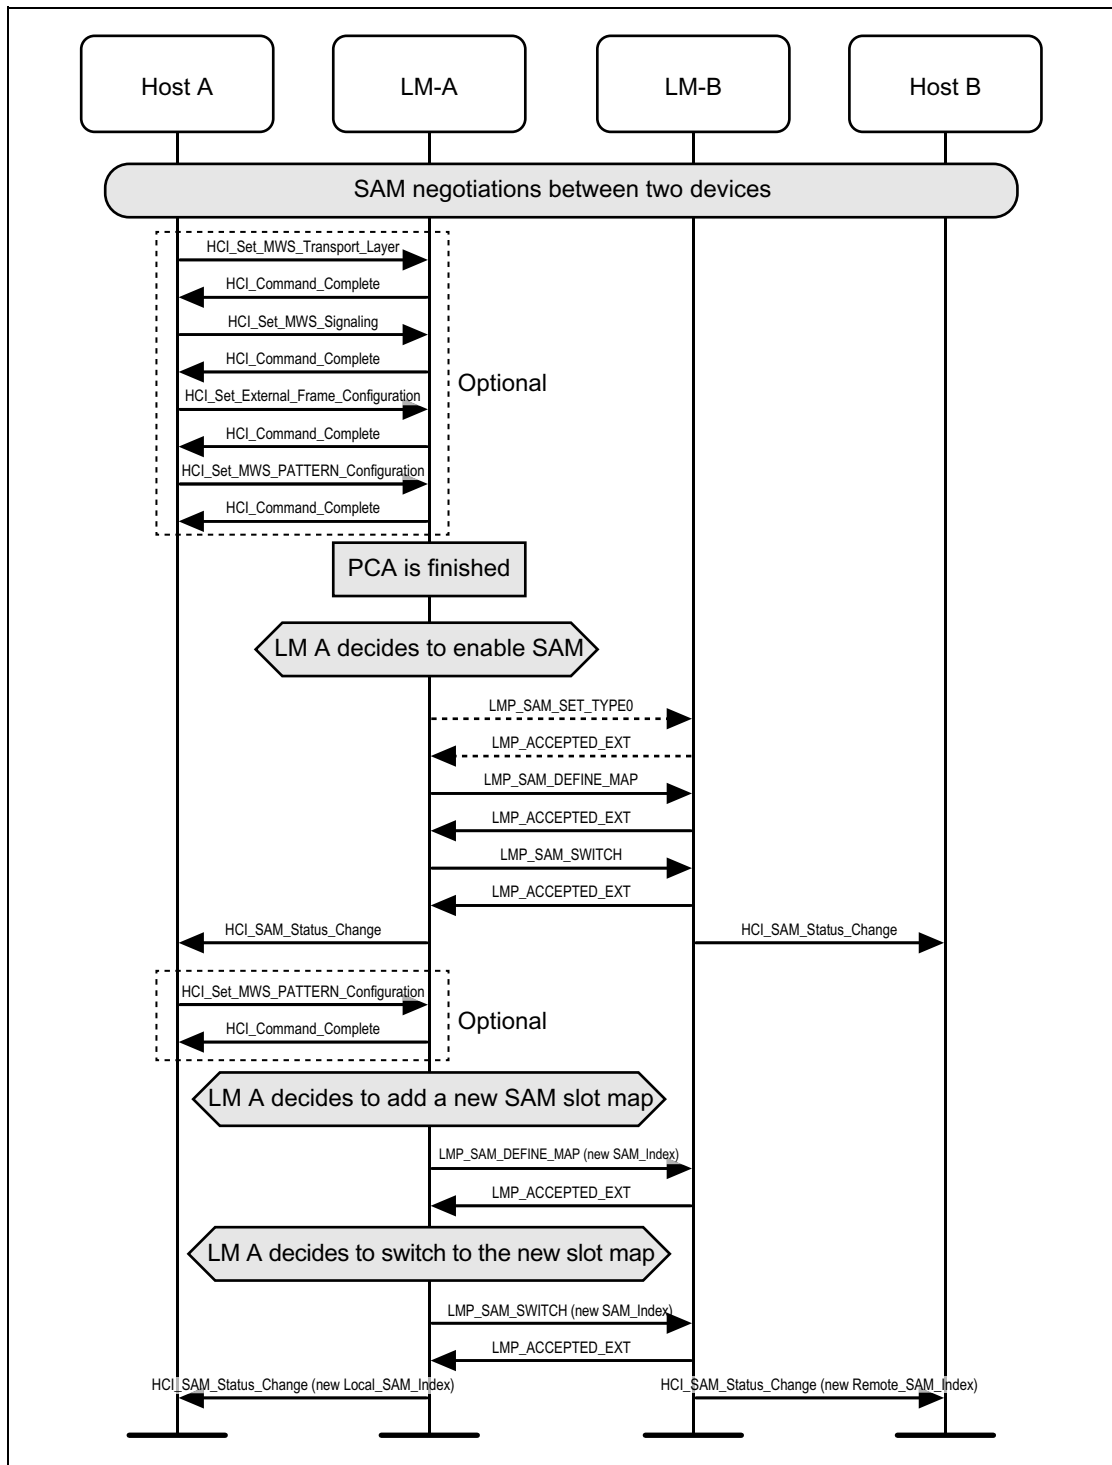 Host A
LM-A
LM-B
Host B
SAM negotiations between two devices
HCI_Set_MWS_Transport_Layer
HCI_Command_Complete
HCI_Set_MWS_Signaling
HCI_Command_Complete
Optional
HCI_Set_External_Frame_Configuration
HCI_Command_Complete
HCI_Set_MWS_PATTERN_Configuration
HCI_Command_Complete
PCA is finished
LM A decides to enable SAM
LMP_SAM_SET_TYPE0
LMP_ACCEPTED_EXT
LMP_SAM_DEFINE_MAP
LMP_ACCEPTED_EXT
LMP_SAM_SWITCH
LMP_ACCEPTED_EXT
HCI_SAM_Status_Change
HCI_SAM_Status_Change
HCI_Set_MWS_PATTERN_Configuration
Optional
HCI_Command_Complete
LM A decides to add a new SAM slot map
LMP_SAM_DEFINE_MAP (new SAM_Index)
LMP_ACCEPTED_EXT
LM A decides to switch to the new slot map
LMP_SAM_SWITCH (new SAM_Index)
LMP_ACCEPTED_EXT
HCI_SAM_Status_Change (new Local_SAM_Index)
HCI_SAM_Status_Change (new Remote_SAM_Index)